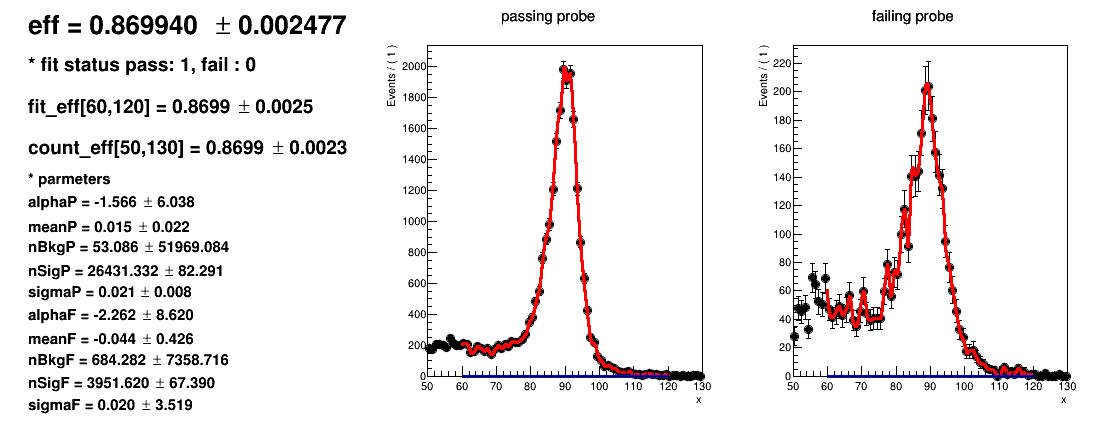 eff = 0.869940 ± 0.002477
* fit status pass: 1, fail : 0
fit_eff[60,120] = 0.8699 ± 0.0025
count_eff[50,130] = 0.8699 ± 0.0023
* parmeters
alphaP = -1.566 ± 6.038
meanP = 0.015 ± 0.022
nBkgP = 53.086 ± 51969.084
nSigP = 26431.332 ± 82.291
sigmaP = 0.021 ± 0.008
alphaF = -2.262 ± 8.620
meanF = -0.044 ± 0.426
nBkgF = 684.282 ± 7358.716
nSigF = 3951.620 ± 67.390
sigmaF = 0.020 ± 3.519
passing probe
Events / ( 1 )
2000
1800
1600
1400
1200
1000
800
600
400
200
0
50 60 70 80 90 100 110 120 130
x
failing probe
Events / ( 1 )
220
200
180
160
140
120
100
80
60
40
20
0
50 60 70 80 90 100 110 120 130
x